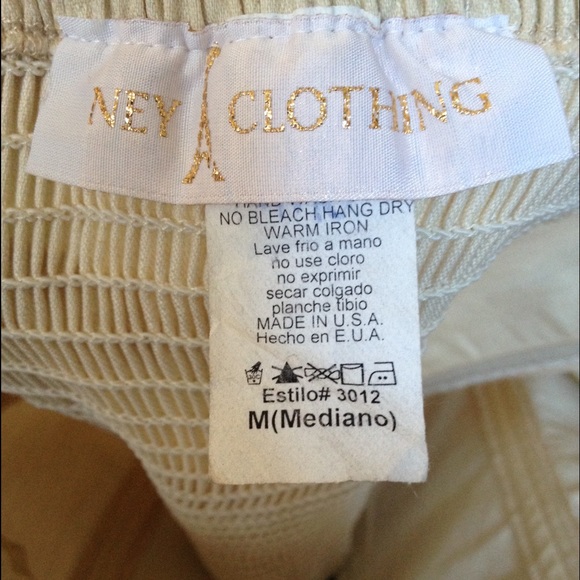 NEY CLOTHING
NO BLEACH HANG DRY
WARM IRON
Lave frio a mano
no use cloro
no exprimir
secar colgado
planche tibio
MADE IN U.S.A.
Hecho en E.U.A.
Estilo# 3012
M(Mediano)